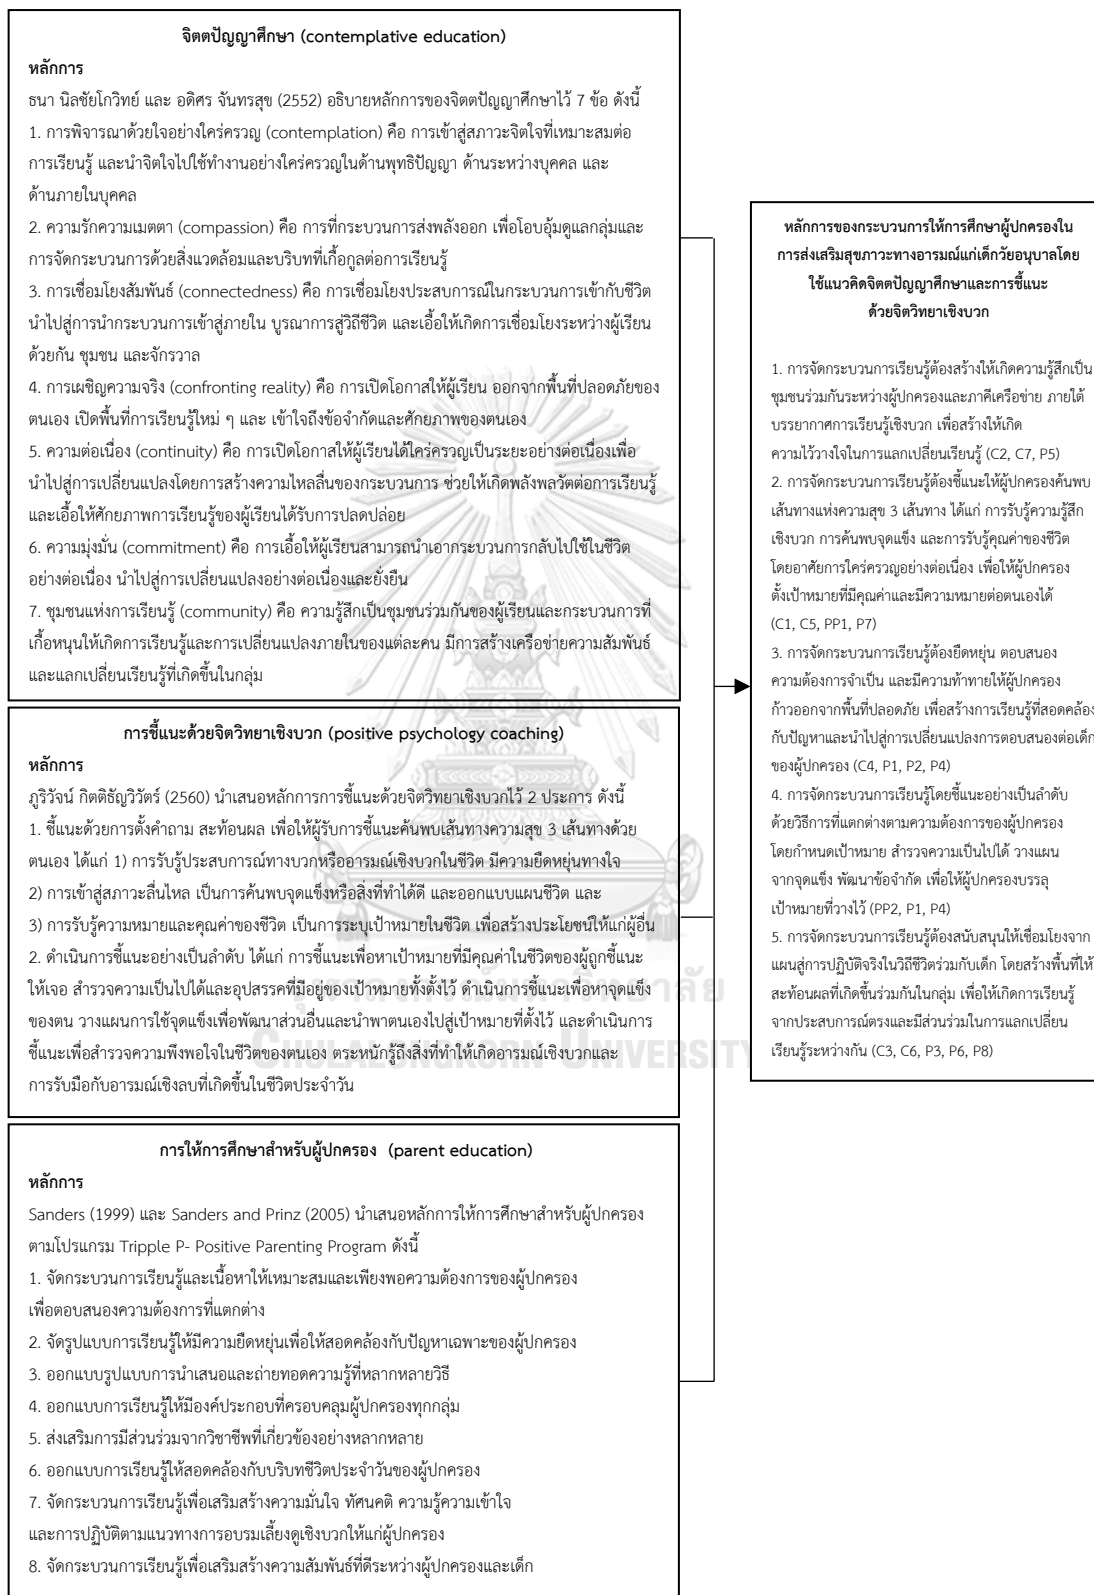 จิตตปัญญาศึกษา (contemplative education)
หลักการ
ธนา นิลชัยโกวิทย์ และ อดิศร จันทรสุข (2552) อธิบายหลักการของจิตตปัญญาศึกษาไว้ 7 ข้อ ดังนี้
1. การพิจารณาด้วยใจอย่างใคร่ครวญ (contemplation) คือ การเข้าสู่สภาวะจิตใจที่เหมาะสมต่อ
การเรียนรู้ และนำจิตใจไปใช้ทำงานอย่างใคร่ครวญในด้านพุทธิปัญญา ด้านระหว่างบุคคล และ
ด้านภายในบุคคล
2. ความรักความเมตตา (compassion) คือ การที่กระบวนการส่งพลังออก เพื่อโอบอุ้มดูแลกลุ่มและ
การจัดกระบวนการด้วยสิ่งแวดล้อมและบริบทที่เกื้อกูลต่อการเรียนรู้
3. การเชื่อมโยงสัมพันธ์ (connectedness) คือ การเชื่อมโยงประสบการณ์ในกระบวนการเข้ากับชีวิต
นำไปสู่การนำกระบวนการเข้าสู่ภายใน บูรณาการสู่วิถีชีวิต และเอื้อให้เกิดการเชื่อมโยงระหว่างผู้เรียน
ด้วยกัน ชุมชน และจักรวาล
4. การเผชิญความจริง (confronting reality) คือ การเปิดโอกาสให้ผู้เรียน ออกจากพื้นที่ปลอดภัยของ
ตนเอง เปิดพื้นที่การเรียนรู้ใหม่ ๆ และ เข้าใจถึงข้อจำกัดและศักยภาพของตนเอง
5. ความต่อเนื่อง (continuity) คือ การเปิดโอกาสให้ผู้เรียนได้ใคร่ครวญเป็นระยะอย่างต่อเนื่องเพื่อ
นำไปสู่การเปลี่ยนแปลงโดยการสร้างความไหลลื่นของกระบวนการ ช่วยให้เกิดพลังพลวัตต่อการเรียนรู้
และเอื้อให้ศักยภาพการเรียนรู้ของผู้เรียนได้รับการปลดปล่อย
6. ความมุ่งมั่น (commitment) คือ การเอื้อให้ผู้เรียนสามารถนำเอากระบวนการกลับไปใช้ในชีวิต
อย่างต่อเนื่อง นำไปสู่การเปลี่ยนแปลงอย่างต่อเนื่องและยั่งยืน
7. ชุมชนแห่งการเรียนรู้ (community) คือ ความรู้สึกเป็นชุมชนร่วมกันของผู้เรียนและกระบวนการที่
เกื้อหนุนให้เกิดการเรียนรู้และการเปลี่ยนแปลงภายในของแต่ละคน มีการสร้างเครือข่ายความสัมพันธ์
และแลกเปลี่ยนเรียนรู้ที่เกิดขึ้นในกลุ่ม
การชี้แนะด้วยจิตวิทยาเชิงบวก (positive psychology coaching)
หลักการ
ภูริวัจน์ กิตติธัญวิวัตร์ (2560) นำเสนอหลักการการชี้แนะด้วยจิตวิทยาเชิงบวกไว้ 2 ประการ ดังนี้
1. ชี้แนะด้วยการตั้งคำถาม สะท้อนผล เพื่อให้ผู้รับการชี้แนะค้นพบเส้นทางความสุข 3 เส้นทางด้วย
ตนเอง ได้แก่ 1) การรับรู้ประสบการณ์ทางบวกหรืออารมณ์เชิงบวกในชีวิต มีความยืดหยุ่นทางใจ
2) การเข้าสู่สภาวะลื่นไหล เป็นการค้นพบจุดแข็งหรือสิ่งที่ทำได้ดี และออกแบบแผนชีวิต และ
3) การรับรู้ความหมายและคุณค่าของชีวิต เป็นการระบุเป้าหมายในชีวิต เพื่อสร้างประโยชน์ให้แก่ผู้อื่น
2. ดำเนินการชี้แนะอย่างเป็นลำดับ ได้แก่ การชี้แนะเพื่อหาเป้าหมายที่มีคุณค่าในชีวิตของผู้ถูกชี้แนะ
ให้เจอ สำรวจความเป็นไปได้และอุปสรรคที่มีอยู่ของเป้าหมายทั้งตั้งไว้ ดำเนินการชี้แนะเพื่อหาจุดแข็ง
ของตน วางแผนการใช้จุดแข็งเพื่อพัฒนาส่วนอื่นและนำพาตนเองไปสู่เป้าหมายที่ตั้งไว้ และดำเนินการ
ชี้แนะเพื่อสำรวจความพึงพอใจในชีวิตของตนเอง ตระหนักรู้ถึงสิ่งที่ทำให้เกิดอารมณ์เชิงบวกและ
การรับมือกับอารมณ์เชิงลบที่เกิดขึ้นในชีวิตประจำวัน
จุฬาลงกรณ์มหาวิทยาลัย
CHULALONGKORN UNIVERSITY
การให้การศึกษาสำหรับผู้ปกครอง (parent education)
หลักการ
Sanders (1999) และ Sanders and Prinz (2005) นำเสนอหลักการให้การศึกษาสำหรับผู้ปกครอง
ตามโปรแกรม Tripple P- Positive Parenting Program ดังนี้
1. จัดกระบวนการเรียนรู้และเนื้อหาให้เหมาะสมและเพียงพอความต้องการของผู้ปกครอง
เพื่อตอบสนองความต้องการที่แตกต่าง
2. จัดรูปแบบการเรียนรู้ให้มีความยืดหยุ่นเพื่อให้สอดคล้องกับปัญหาเฉพาะของผู้ปกครอง
3. ออกแบบรูปแบบการนำเสนอและถ่ายทอดความรู้ที่หลากหลายวิธี
4. ออกแบบการเรียนรู้ให้มีองค์ประกอบที่ครอบคลุมผู้ปกครองทุกกลุ่ม
5. ส่งเสริมการมีส่วนร่วมจากวิชาชีพที่เกี่ยวข้องอย่างหลากหลาย
6. ออกแบบการเรียนรู้ให้สอดคล้องกับบริบทชีวิตประจำวันของผู้ปกครอง
7. จัดกระบวนการเรียนรู้เพื่อเสริมสร้างความมั่นใจ ทัศนคติ ความรู้ความเข้าใจ
และการปฏิบัติตามแนวทางการอบรมเลี้ยงดูเชิงบวกให้แก่ผู้ปกครอง
8. จัดกระบวนการเรียนรู้เพื่อเสริมสร้างความสัมพันธ์ที่ดีระหว่างผู้ปกครองและเด็ก
หลักการของกระบวนการให้การศึกษาผู้ปกครองใน
การส่งเสริมสุขภาวะทางอารมณ์แก่เด็กวัยอนุบาลโดย
ใช้แนวคิดจิตตปัญญาศึกษาและการชี้แนะ
ด้วยจิตวิทยาเชิงบวก
1. การจัดกระบวนการเรียนรู้ต้องสร้างให้เกิดความรู้สึกเป็น
ชุมชนร่วมกันระหว่างผู้ปกครองและภาคีเครือข่าย ภายใต้
บรรยากาศการเรียนรู้เชิงบวก เพื่อสร้างให้เกิด
ความไว้วางใจในการแลกเปลี่ยนเรียนรู้ (C2, C7, P5)
2. การจัดกระบวนการเรียนรู้ต้องชี้แนะให้ผู้ปกครองค้นพบ
เส้นทางแห่งความสุข 3 เส้นทาง ได้แก่ การรับรู้ความรู้สึก
เชิงบวก การค้นพบจุดแข็ง และการรับรู้คุณค่าของชีวิต
โดยอาศัยการใคร่ครวญอย่างต่อเนื่อง เพื่อให้ผู้ปกครอง
ตั้งเป้าหมายที่มีคุณค่าและมีความหมายต่อตนเองได้
(C1, C5, PP1, P7)
3. การจัดกระบวนการเรียนรู้ต้องยืดหยุ่น ตอบสนอง
ความต้องการจำเป็น และมีความท้าทายให้ผู้ปกครอง
ก้าวออกจากพื้นที่ปลอดภัย เพื่อสร้างการเรียนรู้ที่สอดคล้อง
กับปัญหาและนำไปสู่การเปลี่ยนแปลงการตอบสนองต่อเด็ก
ของผู้ปกครอง (C4, P1, P2, P4)
4. การจัดกระบวนการเรียนรู้โดยชี้แนะอย่างเป็นลำดับ
ด้วยวิธีการที่แตกต่างตามความต้องการของผู้ปกครอง
โดยกำหนดเป้าหมาย สำรวจความเป็นไปได้ วางแผน
จากจุดแข็ง พัฒนาข้อจำกัด เพื่อให้ผู้ปกครองบรรลุ
เป้าหมายที่วางไว้ (PP2, P1, P4)
5. การจัดกระบวนการเรียนรู้ต้องสนับสนุนให้เชื่อมโยงจาก
แผนสู่การปฏิบัติจริงในวิถีชีวิตร่วมกับเด็ก โดยสร้างพื้นที่ให้
สะท้อนผลที่เกิดขึ้นร่วมกันในกลุ่ม เพื่อให้เกิดการเรียนรู้
จากประสบการณ์ตรงและมีส่วนร่วมในการแลกเปลี่ยน
เรียนรู้ระหว่างกัน (C3, C6, P3, P6, P8)